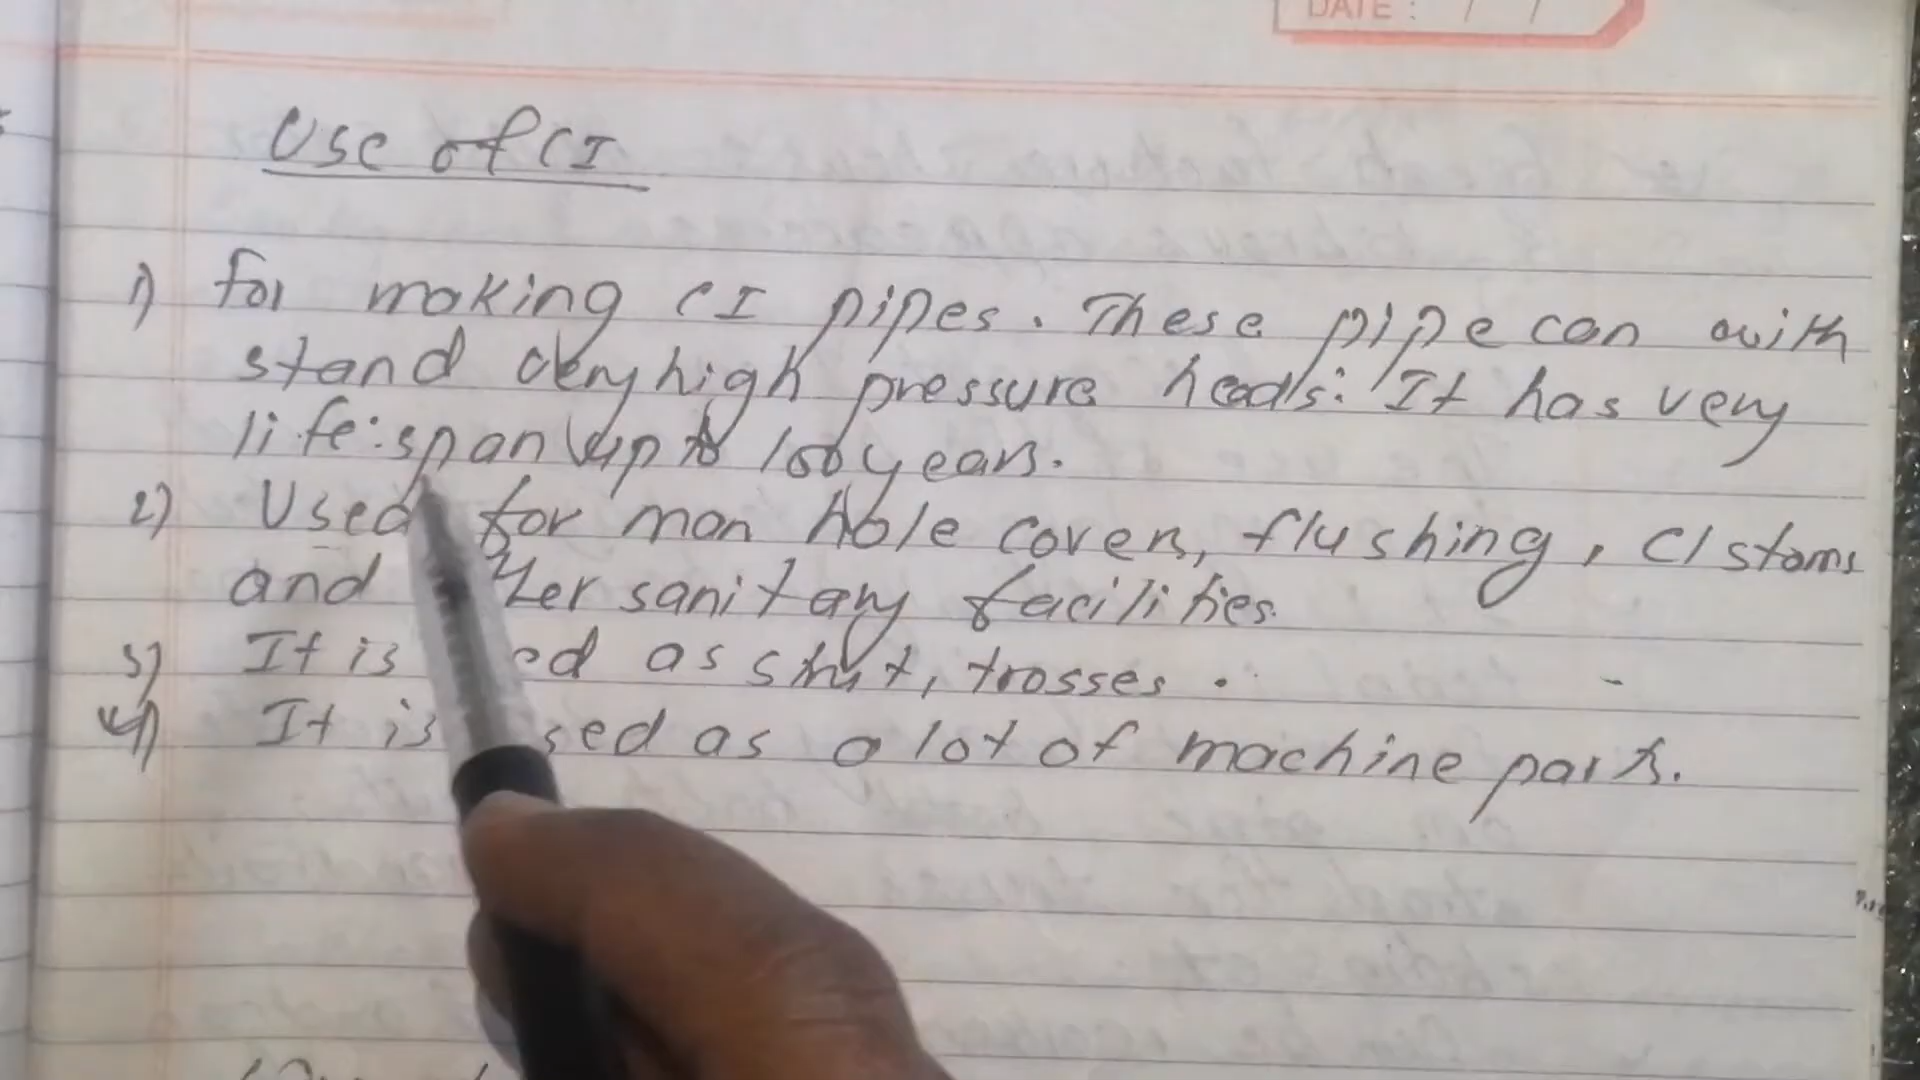 DATE : / /
Use of CI
1) for making CI pipes. These pipe can with
stand very high pressure heads: It has very
life:span up to 100 years.
2) Used for man hole covers, flushing, CIstams
and sanitary facilities.
3) It is as strut, trosses.
4) It is used as a lot of machine parts.